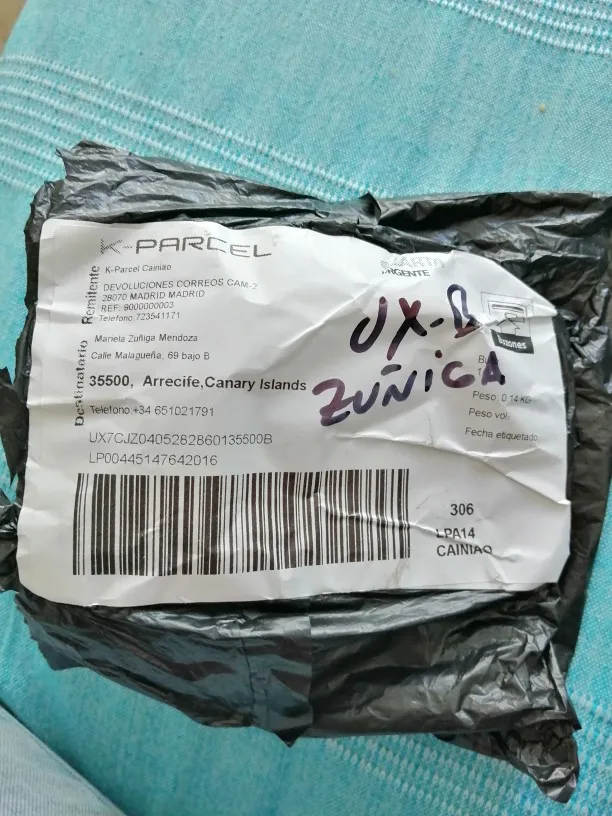 K-PARCEL
Remitente
K-Parcel Cainiao
DEVOLUCIONES CORREOS CAM-2
28070 MADRID MADRID
REF: 8000000003
Telefono:723541171
Destinatario
Mariela Zuñiga Mendoza
Calle Malagueña, 69 bajo B
35500, Arrecife,Canary Islands
Telefono:+34 651021791
UX7CJZ0405282860135500B
LP00445147642016
CARTA
URGENTE
UX-B
ZUÑIGA
Buzones
Peso: 0.14 KG
Peso vol
Fecha etiquetado
306
LPA14
CAINIAO